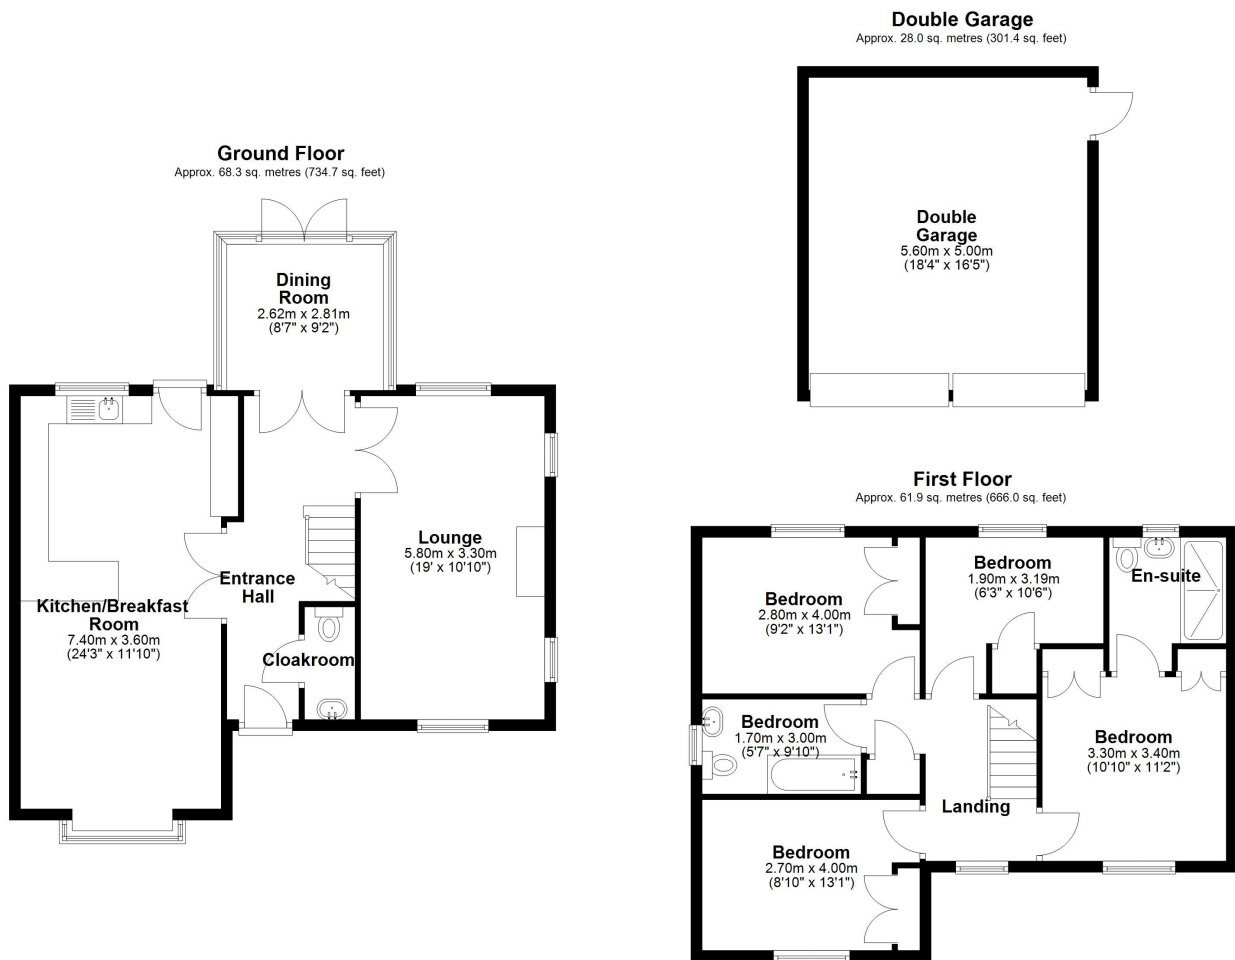 Double Garage
Approx. 28.0 sq. metres (301.4 sq. feet)
Double
Garage
5.60m x 5.00m
(18'4" x 16'5")
Ground Floor
Approx. 68.3 sq. metres (734.7 sq. feet)
Dining
Room
2.62m x 2.81m
(8'7" x 9'2")
Lounge
5.80m x 3.30m
(19' x 10'10")
Entrance
Hall
Kitchen/Breakfast
Room
7.40m x 3.60m
(24'3" x 11'10")
Cloakroom
First Floor
Approx. 61.9 sq. metres (666.0 sq. feet)
Bedroom
2.80m x 4.00m
(9'2" x 13'1")
Bedroom
1.90m x 3.19m
(6'3" x 10'6")
En-suite
Bedroom
1.70m x 3.00m
(5'7" x 9'10")
Bedroom
3.30m x 3.40m
(10'10" x 11'2")
Landing
Bedroom
2.70m x 4.00m
(8'10" x 13'1")